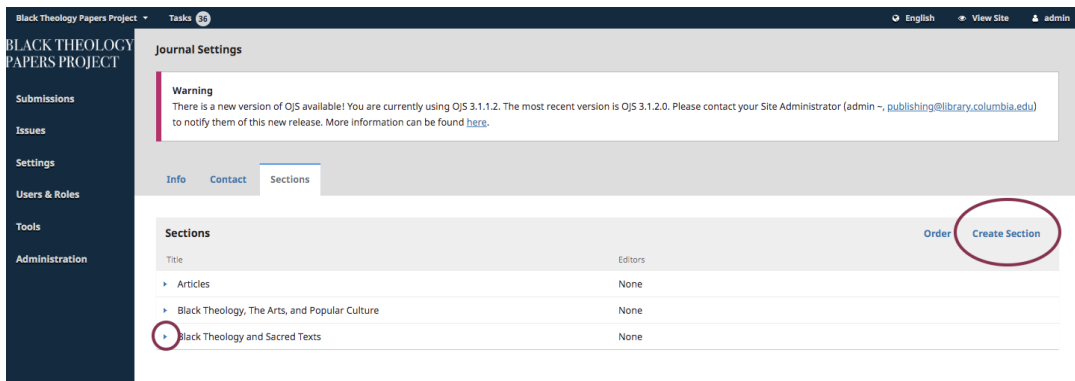 Black Theology Papers Project Tasks 36 English View Site admin
BLACK THEOLOGY
PAPERS PROJECT
Submissions
Issues
Settings
Users & Roles
Tools
Administration
Journal Settings
Warning
There is a new version of OJS available! You are currently using OJS 3.1.1.2. The most recent version is OJS 3.1.2.0. Please contact your Site Administrator (admin ~, publishing@library.columbia.edu)
to notify them of this new release. More information can be found here.
Info Contact Sections
Sections Order Create Section
Title Editors
Articles None
Black Theology, The Arts, and Popular Culture None
Black Theology and Sacred Texts None